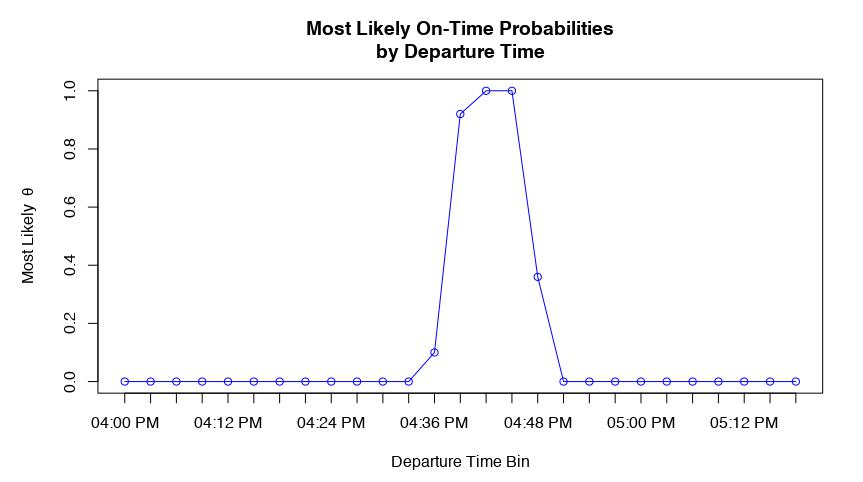 Most Likely On-Time Probabilities
by Departure Time
Most Likely θ
1.0
0.8
0.6
0.4
0.2
0.0
04:00 PM 04:12 PM 04:24 PM 04:36 PM 04:48 PM 05:00 PM 05:12 PM
Departure Time Bin